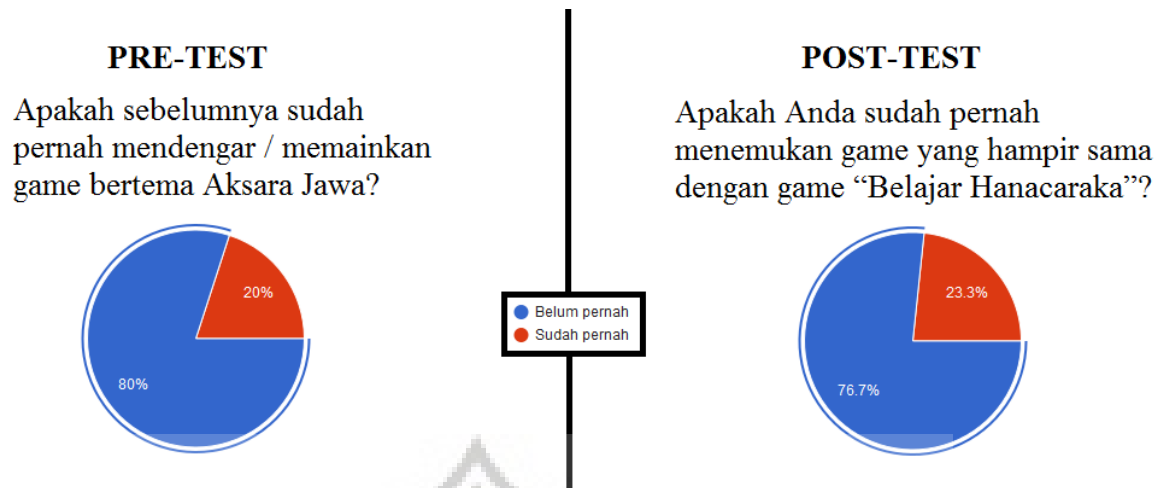 PRE-TEST
Apakah sebelumnya sudah
pernah mendengar / memainkan
game bertema Aksara Jawa?
20%
80%
Belum pernah
Sudah pernah
POST-TEST
Apakah Anda sudah pernah
menemukan game yang hampir sama
dengan game “Belajar Hanacaraka”?
23.3%
76.7%